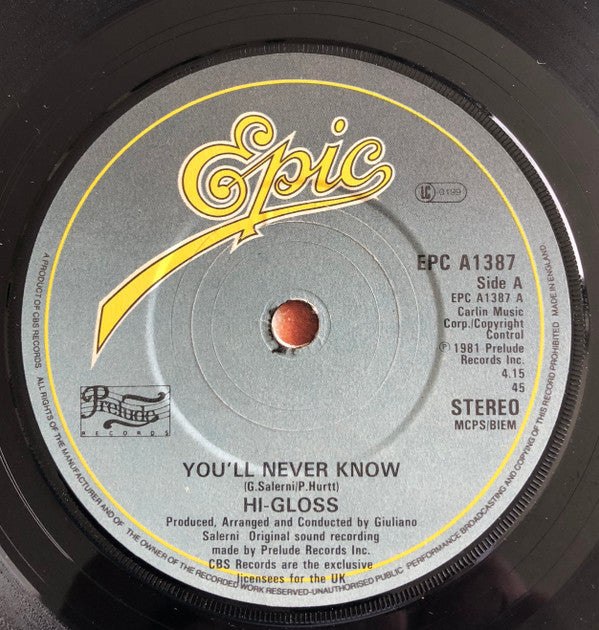 Epic
LC 0199
EPC A1387
Side A
EPC A1387 A
Carlin Music
Corp./Copyright
Control
℗ 1981 Prelude
Records Inc.
4.15
45
STEREO
MCPS/BIEM
Prelude
RECORDS
YOU'LL NEVER KNOW
(G.Salerni/P.Hurtt)
HI-GLOSS
Produced, Arranged and Conducted by Giuliano
Salerni Original sound recording
made by Prelude Records Inc.
CBS Records are the exclusive
licensees for the UK
A PRODUCT OF CBS RECORDS. ALL RIGHTS OF THE MANUFACTURER AND OF THE OWNER OF THE RECORDED WORK RESERVED-UNAUTHORISED PUBLIC PERFORMANCE BROADCASTING AND COPYING OF THIS RECORD PROHIBITED MADE IN ENGLAND